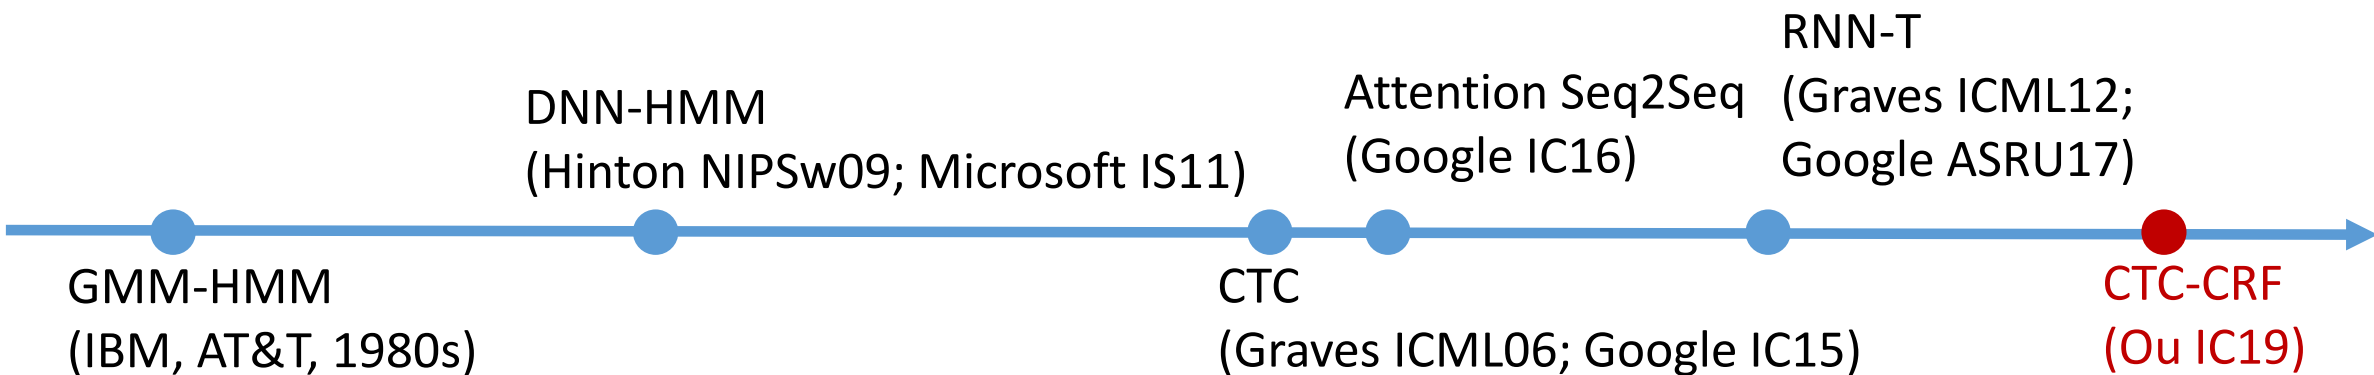 GMM-HMM
(IBM, AT&T, 1980s)
DNN-HMM
(Hinton NIPSw09; Microsoft IS11)
CTC
(Graves ICML06; Google IC15)
Attention Seq2Seq
(Google IC16)
RNN-T
(Graves ICML12;
Google ASRU17)
CTC-CRF
(Ou IC19)